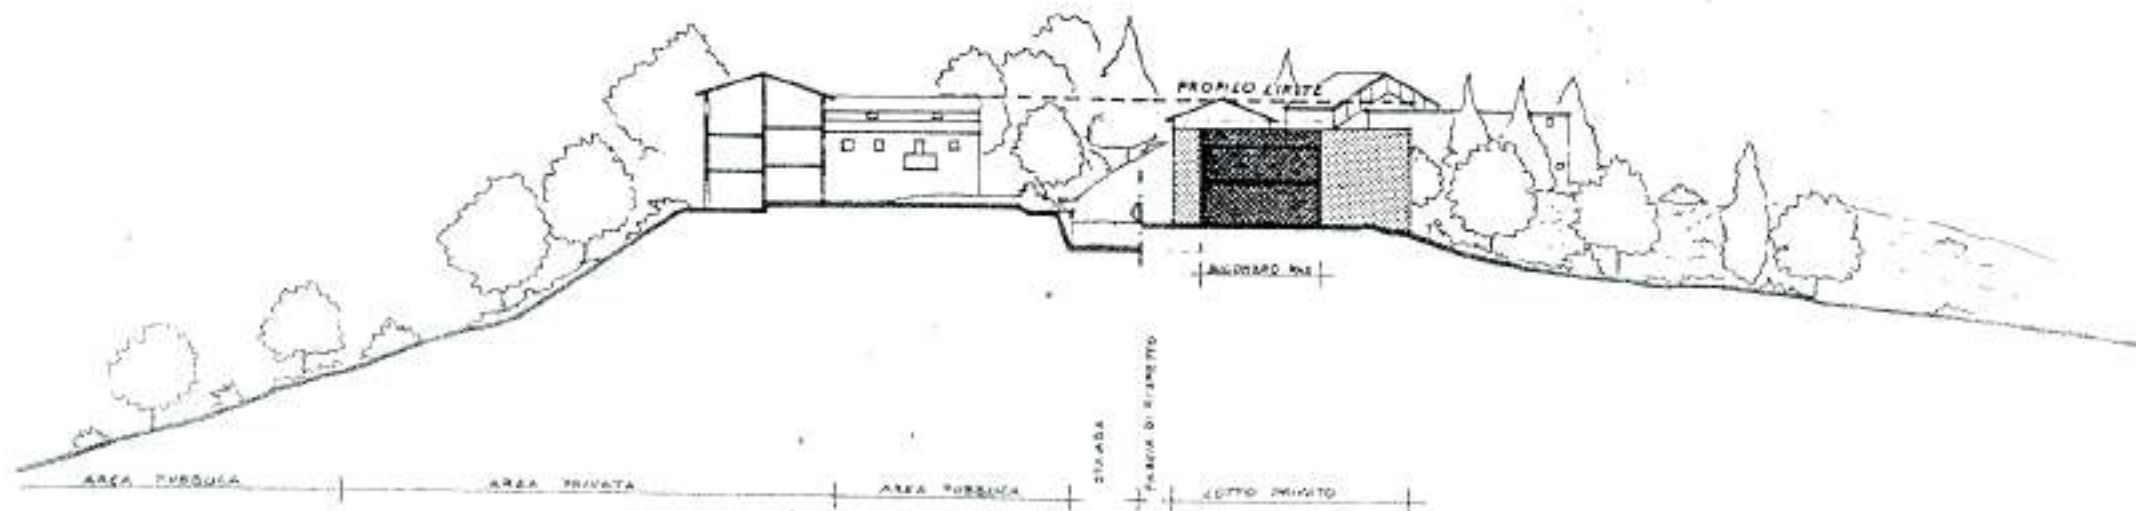 PROFILO LIMITE
INGOMBRO MAX
STRADA
FASCIA DI RISPETTO
AREA PUBBLICA
AREA PRIVATA
AREA PUBBLICA
LOTTO PRIVATO